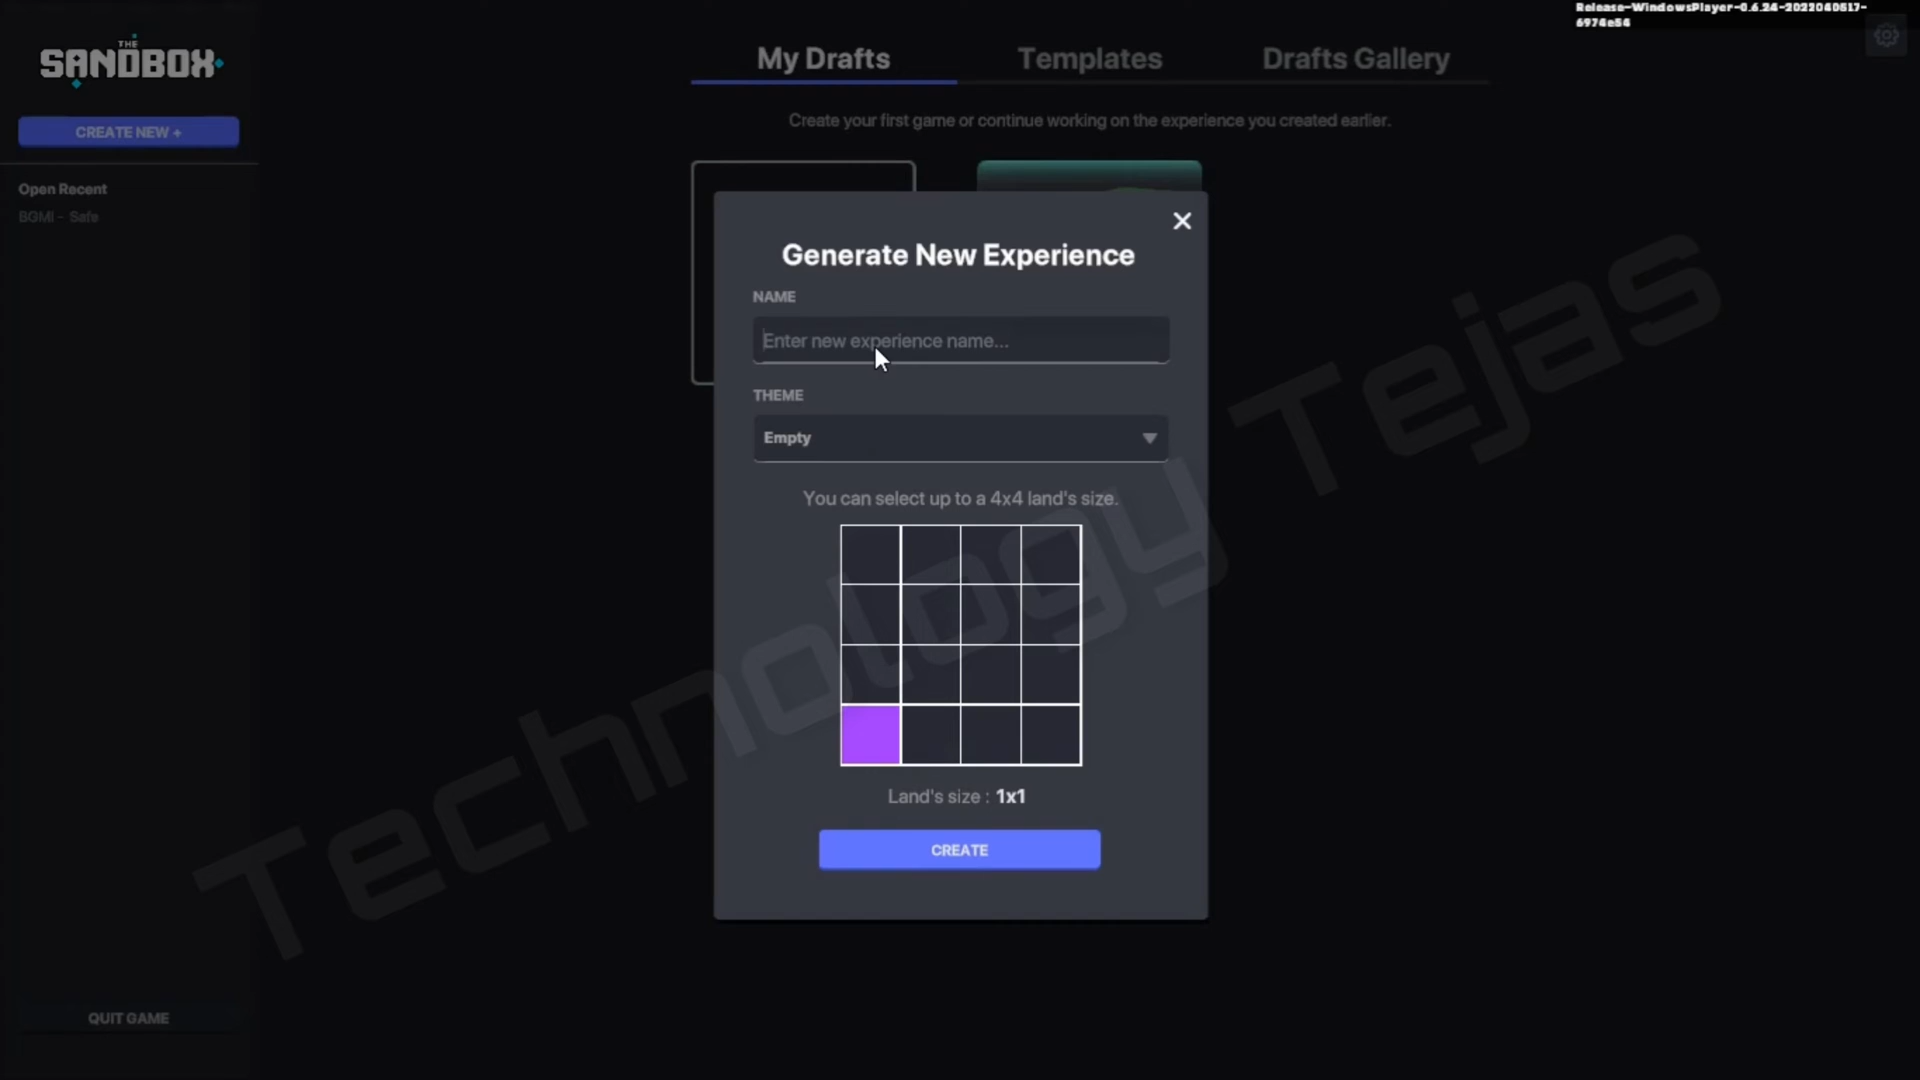 Release-WindowsPlayer-0.6.24-2022040517-
6974e54
THE
SANDBOX
My Drafts
Templates
Drafts Gallery
CREATE NEW +
Create your first game or continue working on the experience you created earlier.
Open Recent
BGMI - Safe
Generate New Experience
NAME
Enter new experience name...
THEME
Empty
You can select up to a 4x4 land's size.
Land's size : 1x1
CREATE
QUIT GAME
Technology Tejas